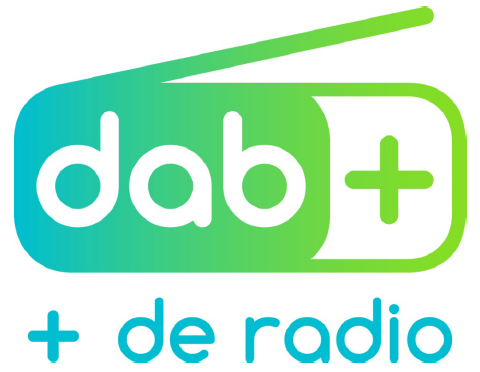 dab+
+ de radio